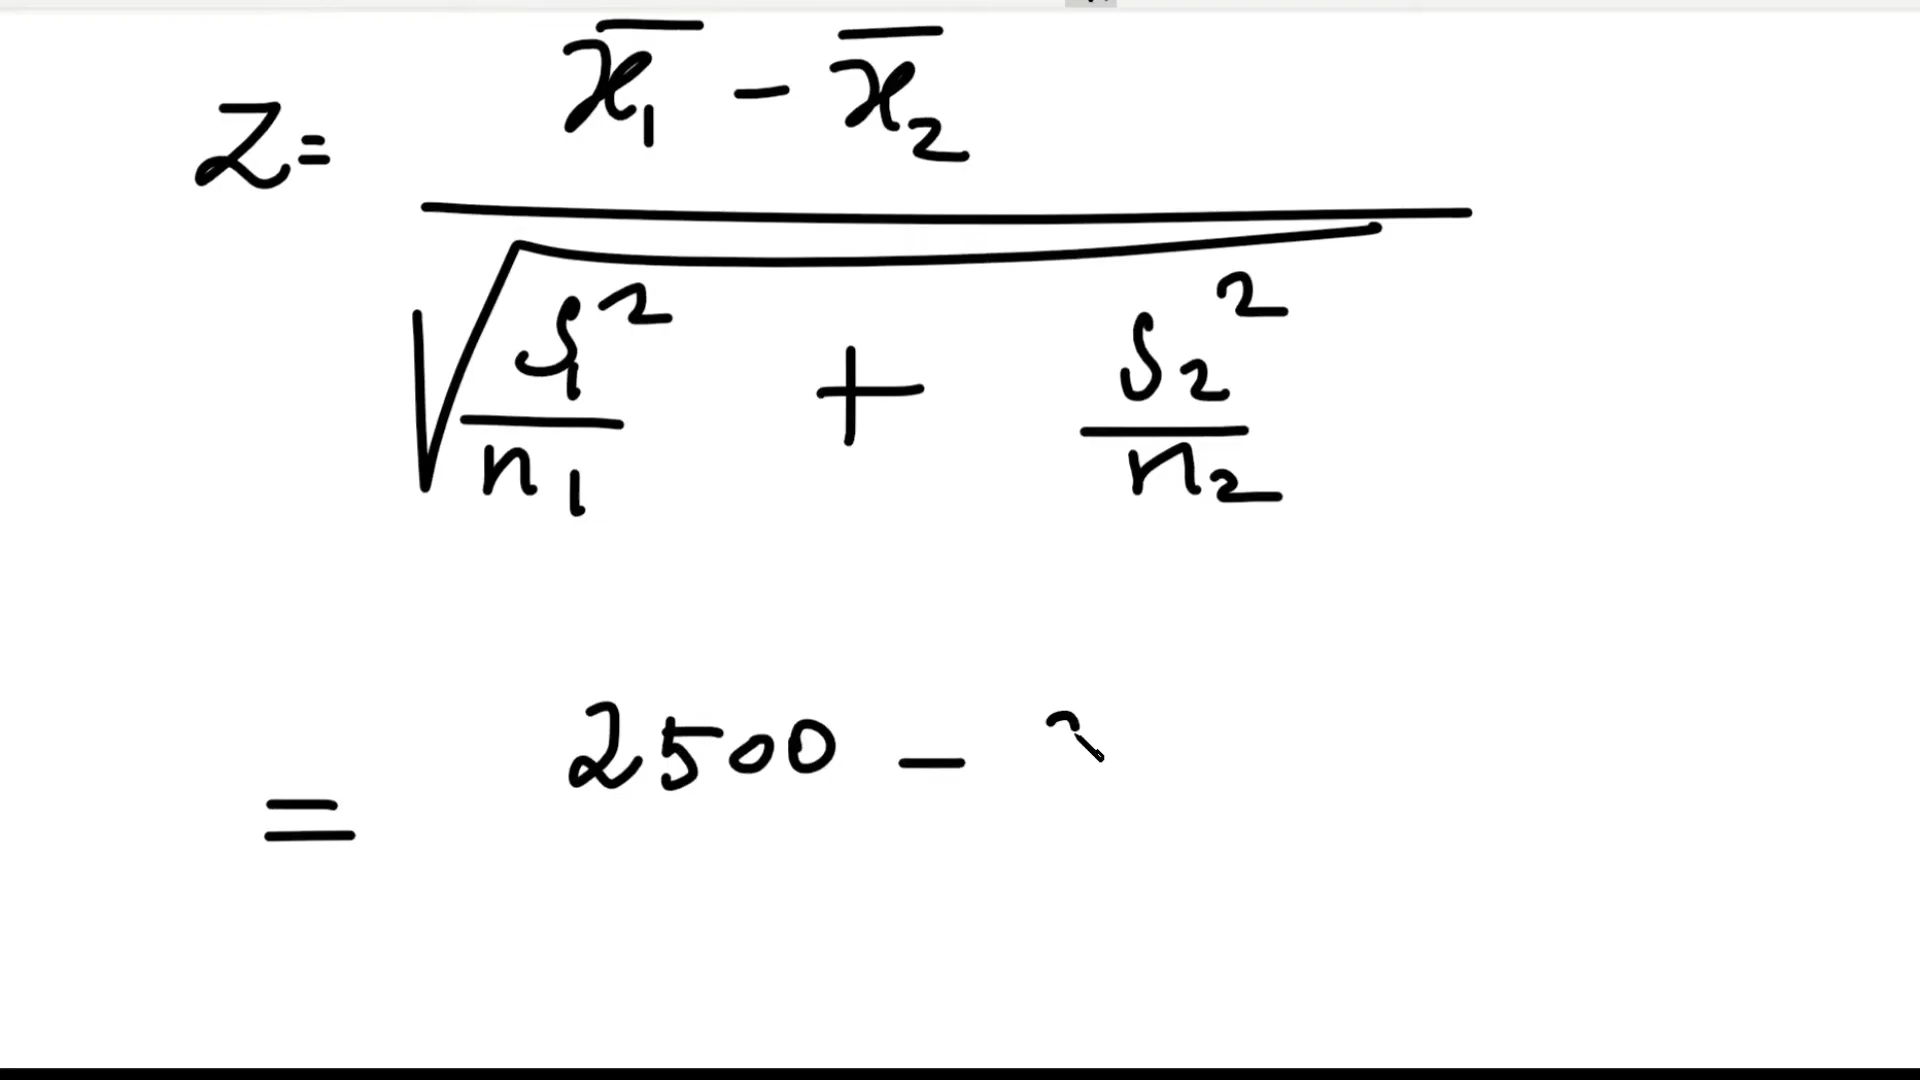 Z = x̄₁ - x̄₂
√ S₁² / n₁ + S₂² / n₂
= 2500 -